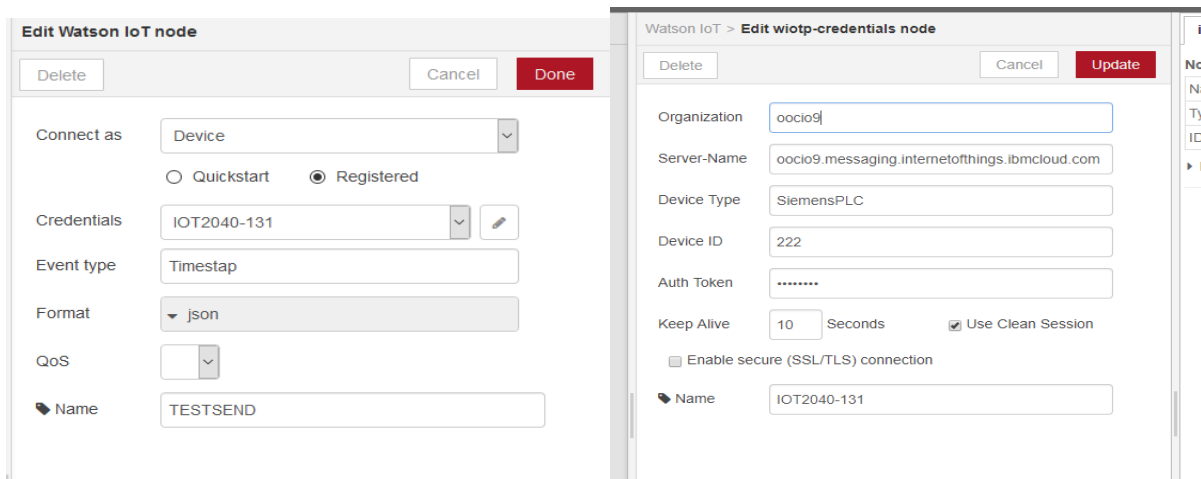 Edit Watson IoT node
Delete Cancel Done
Connect as Device
Quickstart Registered
Credentials IOT2040-131
Event type Timestap
Format json
QoS
Name TESTSEND
Watson IoT > Edit wiotp-credentials node
Delete Cancel Update
Organization oocio9
Server-Name oocio9.messaging.internetofthings.ibmcloud.com
Device Type SiemensPLC
Device ID 222
Auth Token ••••••••
Keep Alive 10 Seconds Use Clean Session
Enable secure (SSL/TLS) connection
Name IOT2040-131